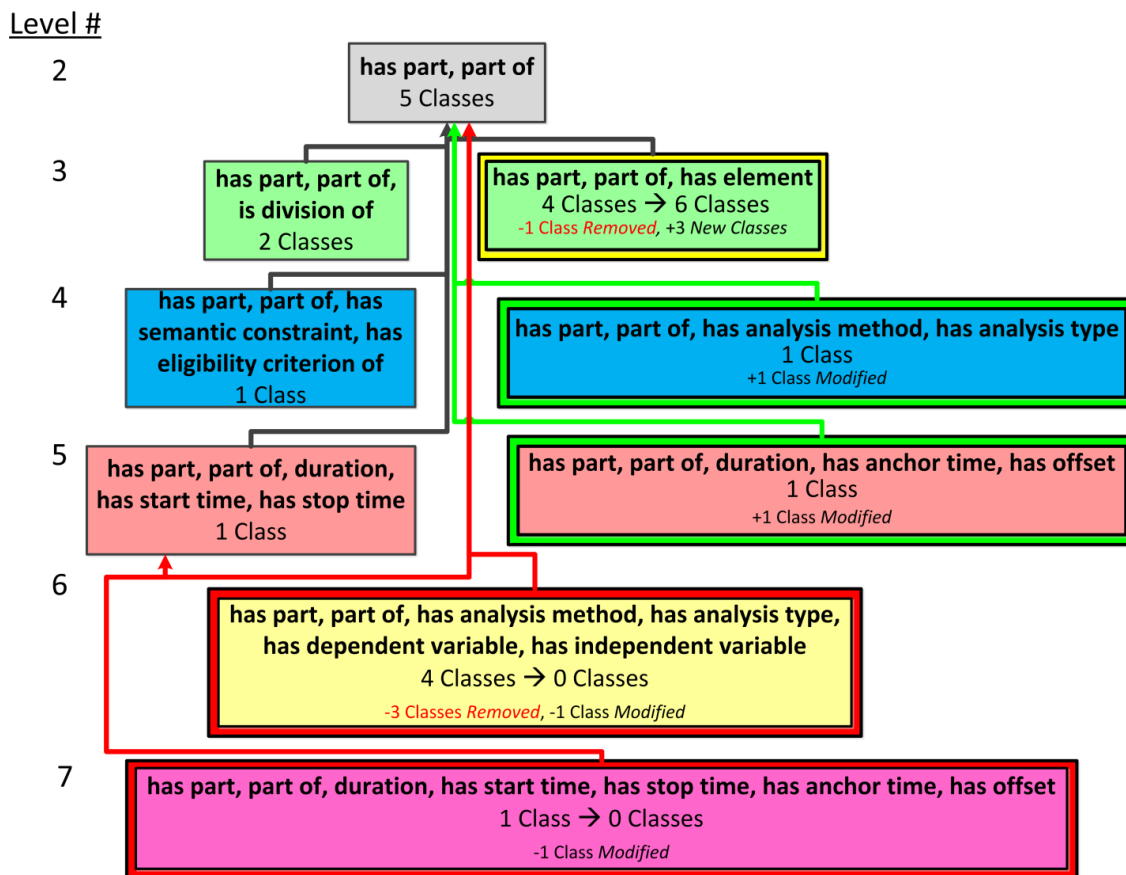 Level #
2
has part, part of
5 Classes
3
has part, part of,
is division of
2 Classes
has part, part of, has element
4 Classes → 6 Classes
-1 Class Removed, +3 New Classes
4
has part, part of, has
semantic constraint, has
eligibility criterion of
1 Class
has part, part of, has analysis method, has analysis type
1 Class
+1 Class Modified
5
has part, part of, duration,
has start time, has stop time
1 Class
has part, part of, duration, has anchor time, has offset
1 Class
+1 Class Modified
6
has part, part of, has analysis method, has analysis type,
has dependent variable, has independent variable
4 Classes → 0 Classes
-3 Classes Removed, -1 Class Modified
7
has part, part of, duration, has start time, has stop time, has anchor time, has offset
1 Class → 0 Classes
-1 Class Modified